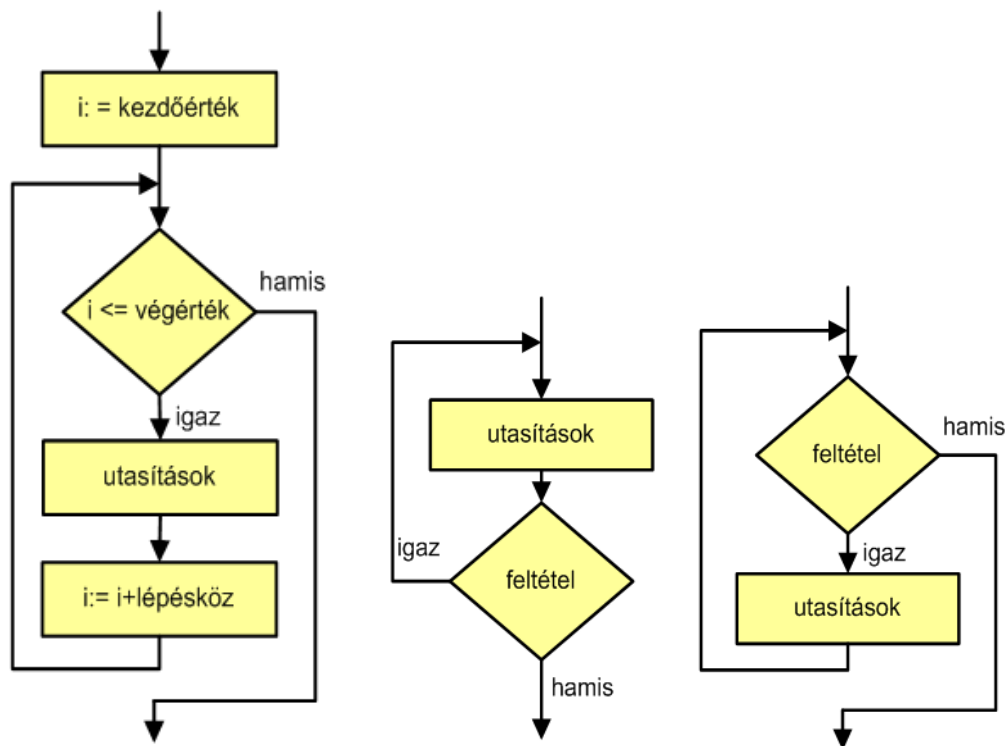 i: = kezdőérték
i <= végérték
hamis
igaz
utasítások
i:= i+lépésköz
utasítások
igaz
feltétel
hamis
feltétel
hamis
igaz
utasítások